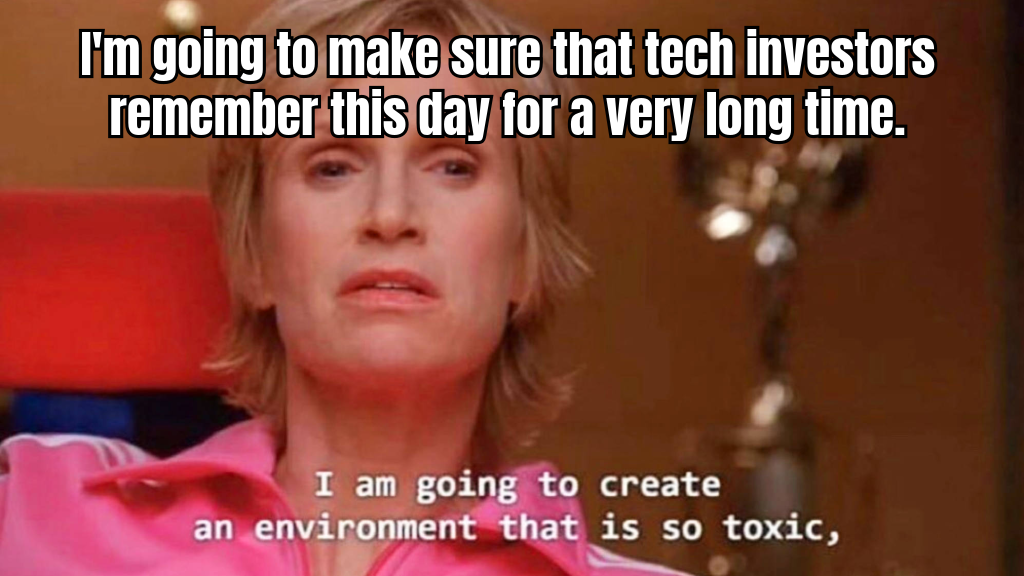 I'm going to make sure that tech investors
remember this day for a very long time.
I am going to create
an environment that is so toxic,